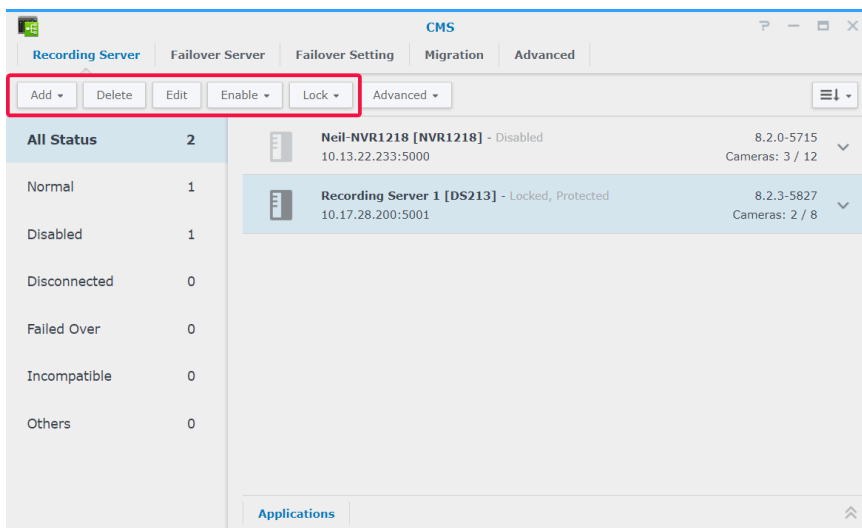 CMS
Recording Server Failover Server Failover Setting Migration Advanced
Add Delete Edit Enable Lock Advanced
All Status 2
Normal 1
Disabled 1
Disconnected 0
Failed Over 0
Incompatible 0
Others 0
Neil-NVR1218 [NVR1218] - Disabled 8.2.0-5715
10.13.22.233:5000 Cameras: 3 / 12
Recording Server 1 [DS213] - Locked, Protected 8.2.3-5827
10.17.28.200:5001 Cameras: 2 / 8
Applications